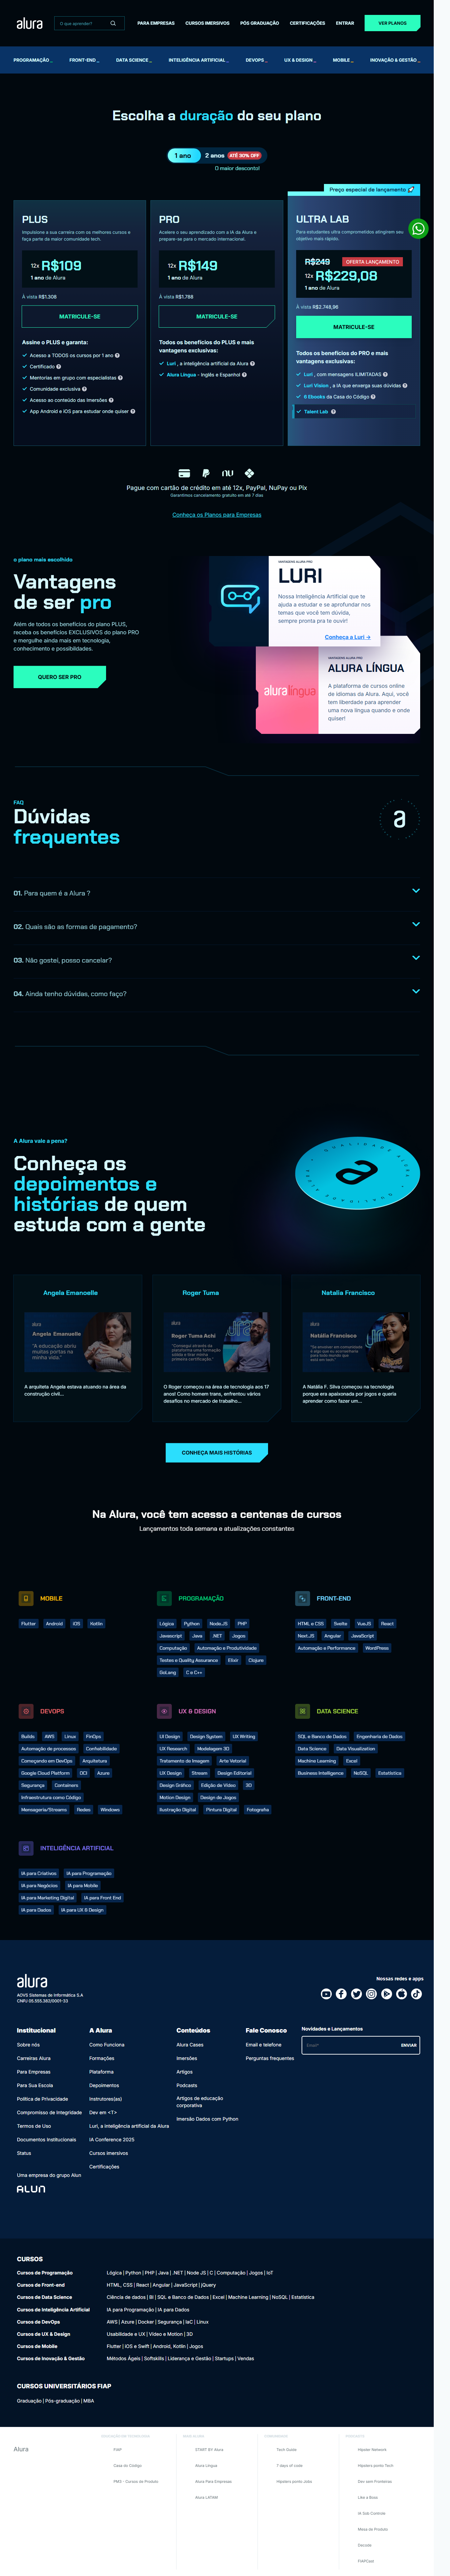 alura
O que aprender?
PARA EMPRESAS
CURSOS IMERSIVOS
PÓS GRADUAÇÃO
CERTIFICAÇÕES
ENTRAR
VER PLANOS
PROGRAMAÇÃO_
FRONT-END_
DATA SCIENCE_
INTELIGÊNCIA ARTIFICIAL_
DEVOPS_
UX & DESIGN_
MOBILE_
INOVAÇÃO & GESTÃO_
Escolha a duração do seu plano
1 ano
2 anos ATÉ 30% OFF
O maior desconto!
Preço especial de lançamento
PLUS
Impulsione a sua carreira com os melhores cursos e
faça parte da maior comunidade tech.
12x R$109
1 ano de Alura
À vista R$1.308
MATRICULE-SE
Assine o PLUS e garanta:
Acesso a TODOS os cursos por 1 ano
Certificado
Mentorias em grupo com especialistas
Comunidade exclusiva
Acesso ao conteúdo das Imersões
App Android e iOS para estudar onde quiser
PRO
Acelere o seu aprendizado com a IA da Alura e
prepare-se para o mercado internacional.
12x R$149
1 ano de Alura
À vista R$1.788
MATRICULE-SE
Todos os benefícios do PLUS e mais
vantagens exclusivas:
Luri , a inteligência artificial da Alura
Alura Língua - Inglês e Espanhol
ULTRA LAB
Para estudantes ultra comprometidos atingirem seu
objetivo mais rápido.
R$249
OFERTA LANÇAMENTO
12x R$229,08
1 ano de Alura
À vista R$2.748,96
MATRICULE-SE
Todos os benefícios do PRO e mais
vantagens exclusivas:
Luri , com mensagens ILIMITADAS
Luri Vision , a IA que enxerga suas dúvidas
6 Ebooks da Casa do Código
Talent Lab
Pague com cartão de crédito em até 12x, PayPal, NuPay ou Pix
Garantimos cancelamento gratuito em até 7 dias
Conheça os Planos para Empresas
o plano mais escolhido
Vantagens
de ser pro
Além de todos os benefícios do plano PLUS,
receba os benefícios EXCLUSIVOS do plano PRO
e mergulhe ainda mais em tecnologia,
conhecimento e possibilidades.
QUERO SER PRO
VANTAGENS ALURA PRO
LURI
Nossa Inteligência Artificial que te
ajuda a estudar e se aprofundar nos
temas que você tem dúvida,
sempre pronta pra te ouvir!
Conheça a Luri →
aluralíngua
VANTAGENS ALURA PRO
ALURA LÍNGUA
A plataforma de cursos online
de idiomas da Alura. Aqui, você
tem liberdade para aprender
uma nova língua quando e onde
quiser!
FAQ
Dúvidas
frequentes
a
01. Para quem é a Alura ?
02. Quais são as formas de pagamento?
03. Não gostei, posso cancelar?
04. Ainda tenho dúvidas, como faço?
A Alura vale a pena?
Conheça os
depoimentos e
histórias de quem
estuda com a gente
a
Angela Emanoelle
Angela Emanuelle
"A educação abriu
muitas portas na
minha vida."
A arquiteta Angela estava atuando na área da
construção civil...
Roger Tuma
Roger Tuma Achi
O Roger começou na área de tecnologia aos 17
anos! Como homem trans, enfrentou vários
desafios no mercado de trabalho...
Natalia Francisco
Natália Francisco
A Natália F. Silva começou na tecnologia
porque era apaixonada por jogos e queria
aprender como fazer um...
CONHEÇA MAIS HISTÓRIAS
Na Alura, você tem acesso a centenas de cursos
Lançamentos toda semana e atualizações constantes
MOBILE
Flutter Android iOS Kotlin
PROGRAMAÇÃO
Lógica Python Node.JS PHP
Javascript Java .NET Jogos
Computação Automação e Produtividade
Testes e Quality Assurance Elixir Clojure
GoLang C e C++
FRONT-END
HTML e CSS Svelte VueJS React
Next.JS Angular JavaScript
Automação e Performance WordPress
DEVOPS
Builds AWS Linux FinOps
Automação de processos Confiabilidade
Começando em DevOps Arquitetura
Google Cloud Platform OCI Azure
Segurança Containers
Infraestrutura como Código
Mensageria/Streams Redes Windows
UX & DESIGN
UI Design Design System UX Writing
UX Research Modelagem 3D
Tratamento de Imagem Arte Vetorial
UX Design Stream Design Editorial
Design Gráfico Edição de Vídeo 3D
Motion Design Design de Jogos
Ilustração Digital Pintura Digital Fotografia
DATA SCIENCE
SQL e Banco de Dados Engenharia de Dados
Data Science Data Visualization
Machine Learning Excel
Business Intelligence NoSQL Estatística
INTELIGÊNCIA ARTIFICIAL
IA para Criativos IA para Programação
IA para Negócios IA para Mobile
IA para Marketing Digital IA para Front End
IA para Dados IA para UX & Design
alura
AOVS Sistemas de Informática S.A
CNPJ 05.555.382/0001-33
Nossas redes e apps
Institucional
Sobre nós
Carreiras Alura
Para Empresas
Para Sua Escola
Política de Privacidade
Compromisso de Integridade
Termos de Uso
Documentos Institucionais
Status
Uma empresa do grupo Alun
ALUN
A Alura
Como Funciona
Formações
Plataforma
Depoimentos
Instrutores(as)
Dev em <T>
Luri, a inteligência artificial da Alura
IA Conference 2025
Cursos imersivos
Certificações
Conteúdos
Alura Cases
Imersões
Artigos
Podcasts
Artigos de educação
corporativa
Imersão Dados com Python
Fale Conosco
Email e telefone
Perguntas frequentes
Novidades e Lançamentos
Email*
ENVIAR
CURSOS
Cursos de Programação
Lógica | Python | PHP | Java | .NET | Node JS | C | Computação | Jogos | IoT
Cursos de Front-end
HTML, CSS | React | Angular | JavaScript | jQuery
Cursos de Data Science
Ciência de dados | BI | SQL e Banco de Dados | Excel | Machine Learning | NoSQL | Estatística
Cursos de Inteligência Artificial
IA para Programação | IA para Dados
Cursos de DevOps
AWS | Azure | Docker | Segurança | IaC | Linux
Cursos de UX & Design
Usabilidade e UX | Vídeo e Motion | 3D
Cursos de Mobile
Flutter | iOS e Swift | Android, Kotlin | Jogos
Cursos de Inovação & Gestão
Métodos Ágeis | Softskills | Liderança e Gestão | Startups | Vendas
CURSOS UNIVERSITÁRIOS FIAP
Graduação | Pós-graduação | MBA
Alura
FIAP
Casa do Código
PM3 - Cursos de Produto
START BY Alura
Alura Língua
Alura Para Empresas
Alura LATAM
Tech Guide
7 days of code
Hipsters ponto Jobs
Hipster Network
Hipsters ponto Tech
Dev sem Fronteiras
Like a Boss
IA Sob Controle
Mesa de Produto
Decode
FIAPCast